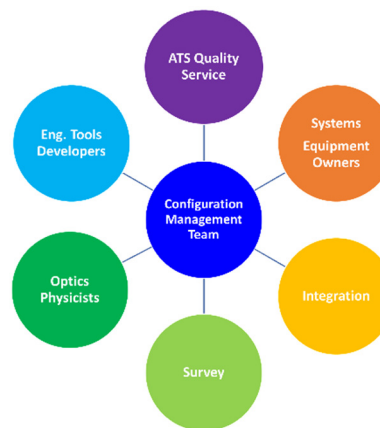 ATS Quality
Service
Eng. Tools
Developers
Systems
Equipment
Owners
Configuration
Management
Team
Optics
Physicists
Integration
Survey